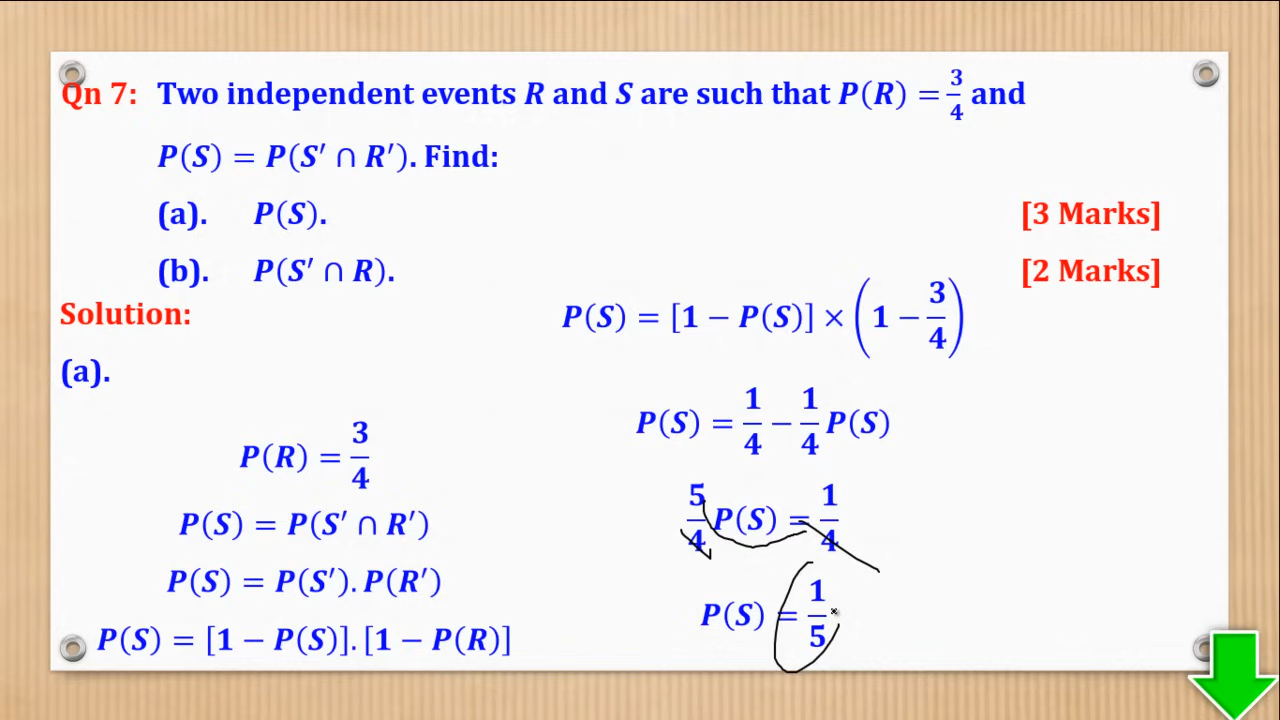 Qn 7: Two independent events R and S are such that P(R) = 3/4 and
P(S) = P(S′ ∩ R′). Find:
(a). P(S). [3 Marks]
(b). P(S′ ∩ R). [2 Marks]
Solution:
(a).
P(R) = 3/4
P(S) = P(S′ ∩ R′)
P(S) = P(S′). P(R′)
P(S) = [1 − P(S)]. [1 − P(R)]
P(S) = [1 − P(S)] × (1 − 3/4)
P(S) = 1/4 − 1/4 P(S)
5/4 P(S) = 1/4
P(S) = 1/5